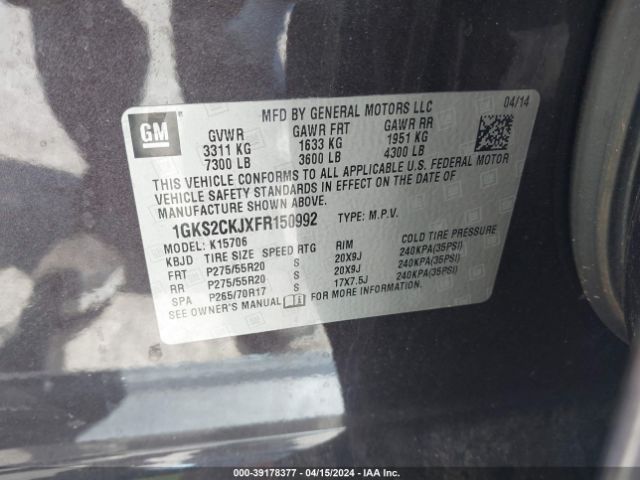 MFD BY GENERAL MOTORS LLC 04/14
GM
GVWR GAWR FRT GAWR RR
3311 KG 1633 KG 1951 KG
7300 LB 3600 LB 4300 LB
THIS VEHICLE CONFORMS TO ALL APPLICABLE U.S. FEDERAL MOTOR
VEHICLE SAFETY STANDARDS IN EFFECT ON THE DATE OF
MANUFACTURE SHOWN ABOVE.
1GKS2CKJXFR150992 TYPE: M.P.V.
MODEL: K15706
KBJD TIRE SIZE SPEED RTG RIM COLD TIRE PRESSURE
FRT P275/55R20 S 20X9J 240KPA(35PSI)
RR P275/55R20 S 20X9J 240KPA(35PSI)
SPA P265/70R17 S 17X7.5J 240KPA(35PSI)
SEE OWNER'S MANUAL FOR MORE INFORMATION.
000-39178377 - 04/15/2024 - IAA Inc.